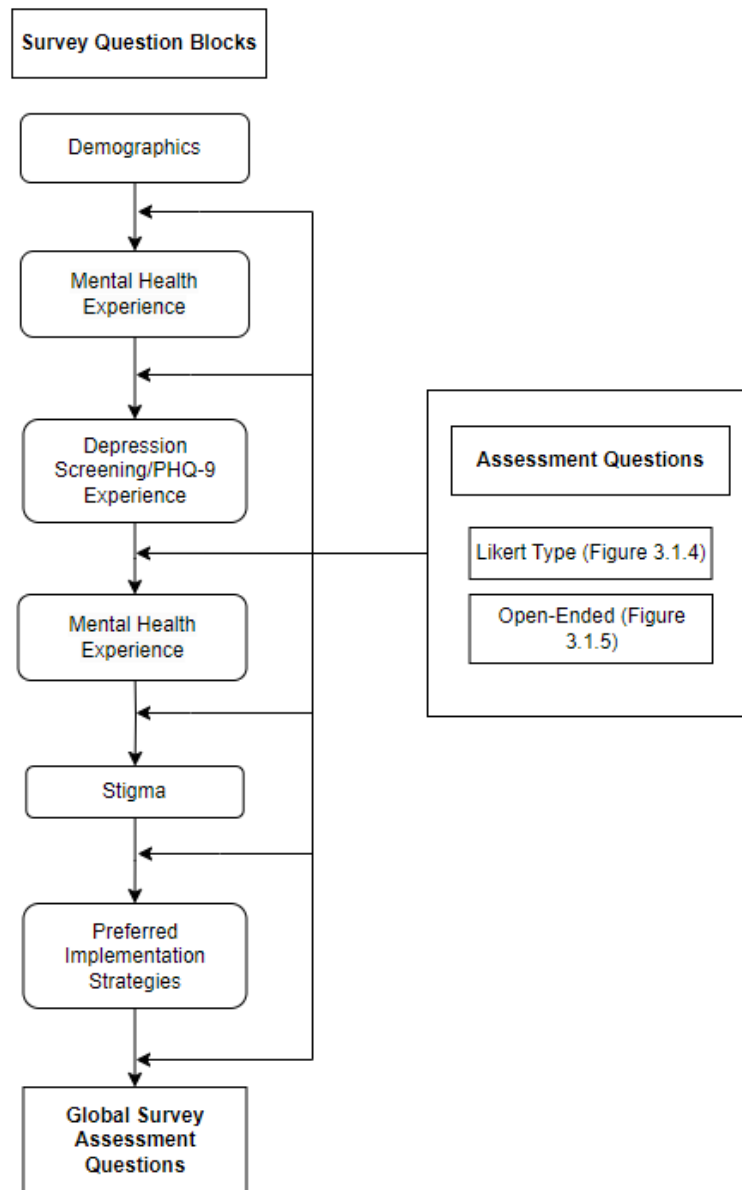 Survey Question Blocks
Demographics
Mental Health
Experience
Depression
Screening/PHQ-9
Experience
Mental Health
Experience
Stigma
Preferred
Implementation
Strategies
Global Survey
Assessment
Questions
Assessment Questions
Likert Type (Figure 3.1.4)
Open-Ended (Figure
3.1.5)